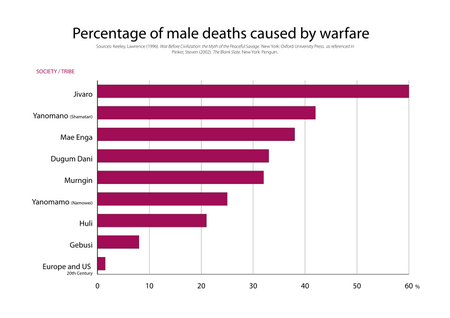 Percentage of male deaths caused by warfare
Sources: Keeley, Lawrence (1996). War Before Civilization: the Myth of the Peaceful Savage. New York, Oxford University Press, as referenced in
Pinker, Steven (2002). The Blank Slate. New York: Penguin.
SOCIETY / TRIBE
Jivaro
Yanomano (Shamatari)
Mae Enga
Dugum Dani
Murngin
Yanomamo (Namowei)
Huli
Gebusi
Europe and US
20th Century
0 10 20 30 40 50 60 %